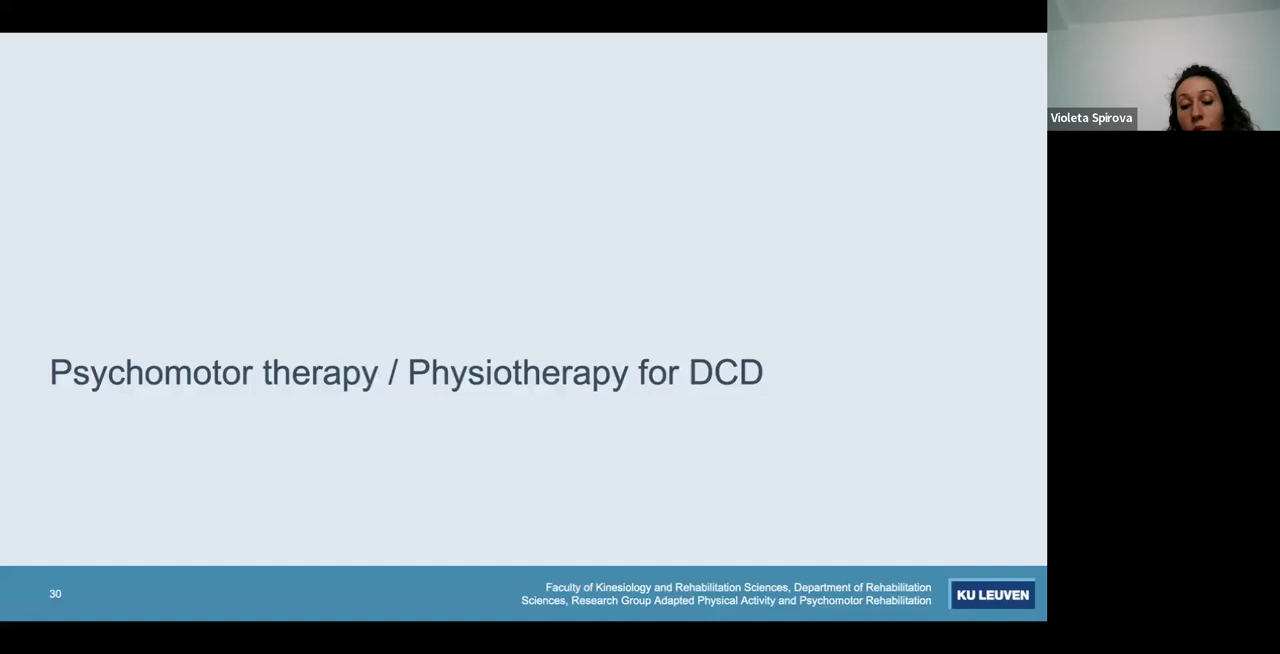 Violeta Spirova
Psychomotor therapy / Physiotherapy for DCD
30
Faculty of Kinesiology and Rehabilitation Sciences, Department of Rehabilitation
Sciences, Research Group Adapted Physical Activity and Psychomotor Rehabilitation
KU LEUVEN